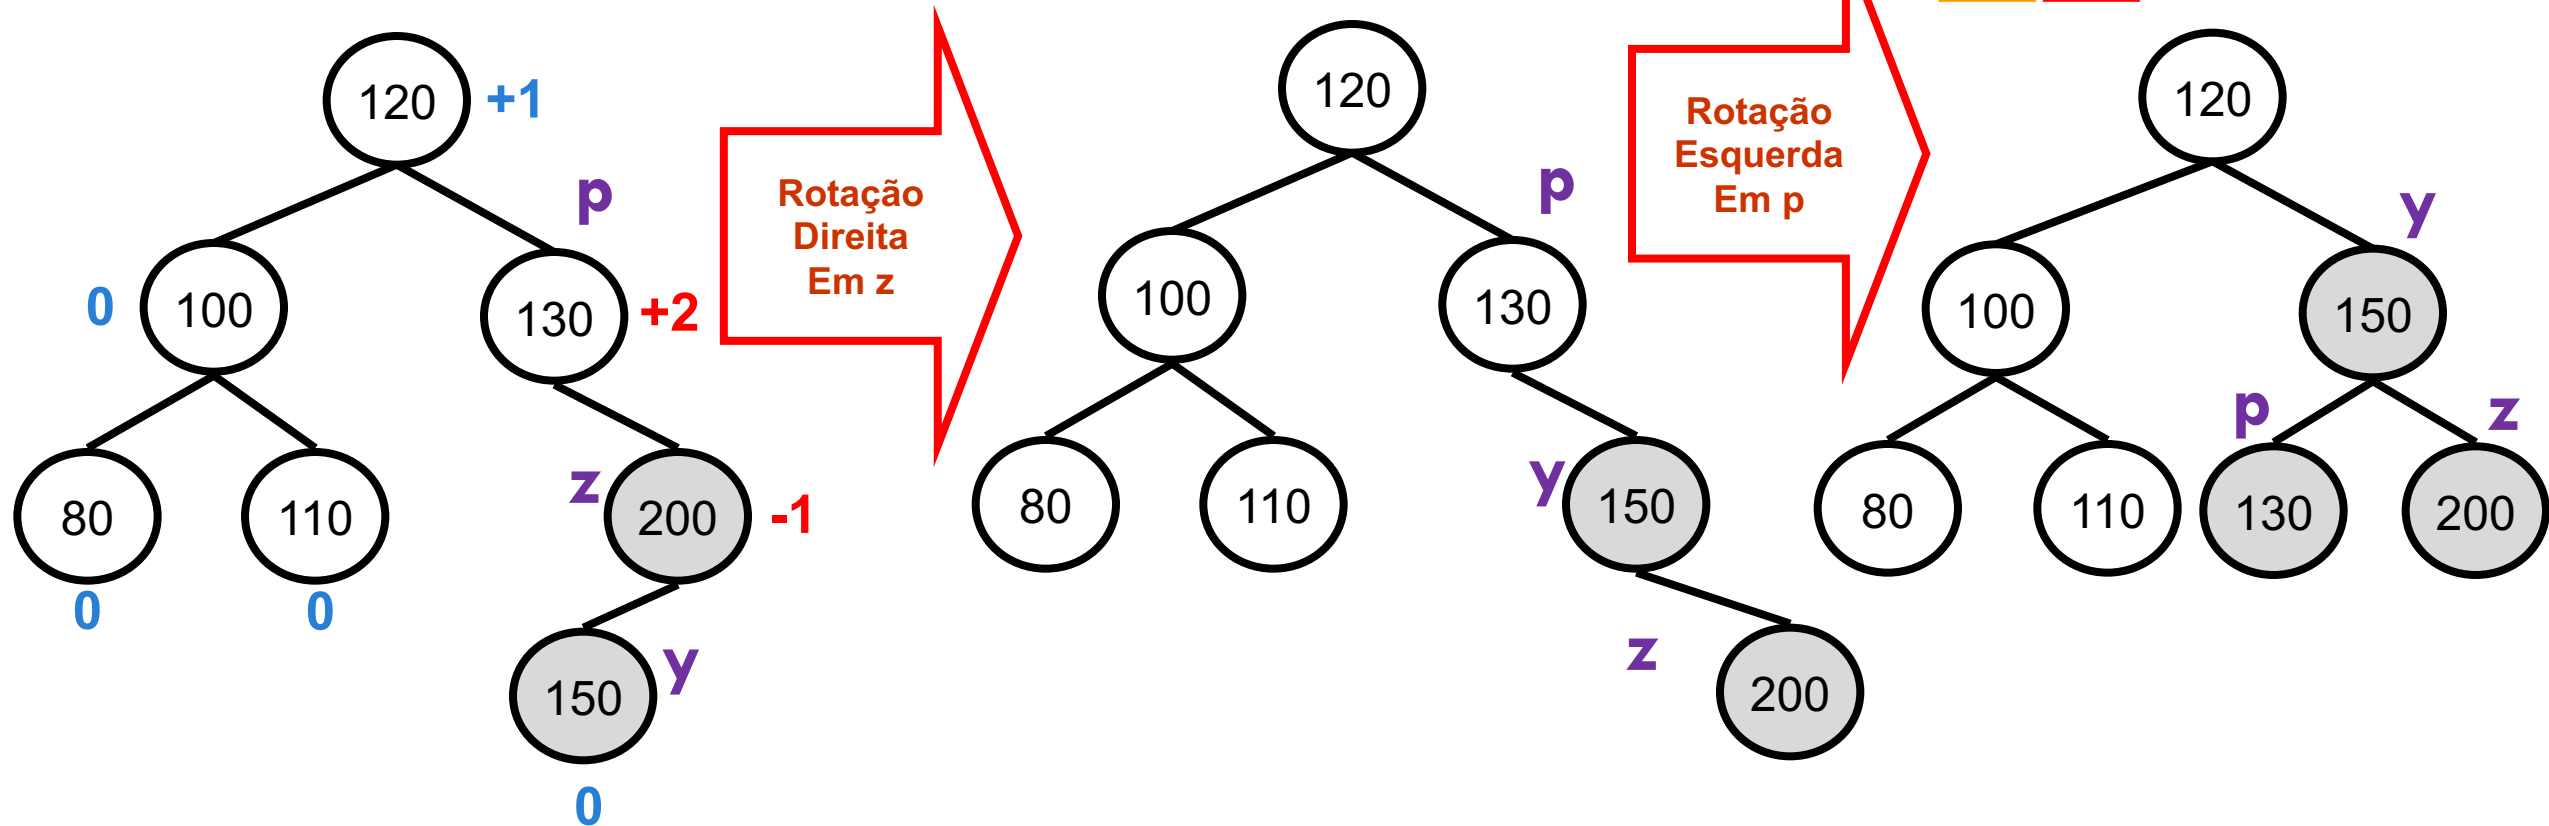 120 +1
p
0 100 130 +2
80 110 z 200 -1
0 0
150 y
0
Rotação
Direita
Em z
120
p
100 130
80 110 y 150
z 200
Rotação
Esquerda
Em p
120
y
100 150
p z
80 110 130 200